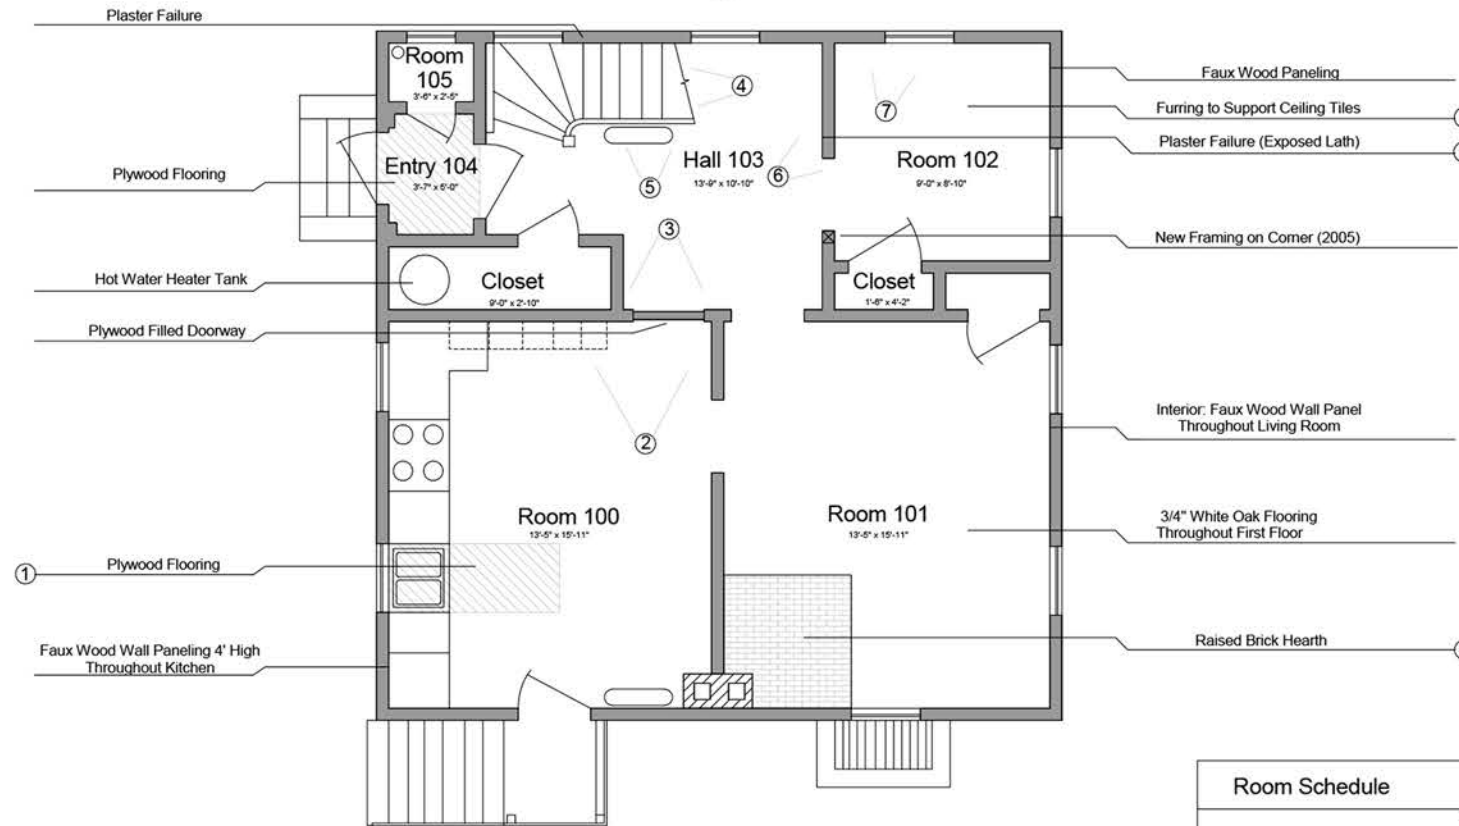 Plaster Failure
Plywood Flooring
Hot Water Heater Tank
Plywood Filled Doorway
1
Plywood Flooring
Faux Wood Wall Paneling 4' High
Throughout Kitchen
Room
105
3'-6" x 2'-5"
Entry 104
3'-7" x 5'-0"
4
7
Hall 103
13'-9" x 10'-10"
Room 102
9'-0" x 8'-10"
5
6
3
Closet
9'-0" x 2'-10"
Closet
1'-6" x 4'-2"
2
Room 100
13'-5" x 15'-11"
Room 101
13'-5" x 15'-11"
Faux Wood Paneling
Furring to Support Ceiling Tiles
Plaster Failure (Exposed Lath)
New Framing on Corner (2005)
Interior: Faux Wood Wall Panel
Throughout Living Room
3/4" White Oak Flooring
Throughout First Floor
Raised Brick Hearth
Room Schedule